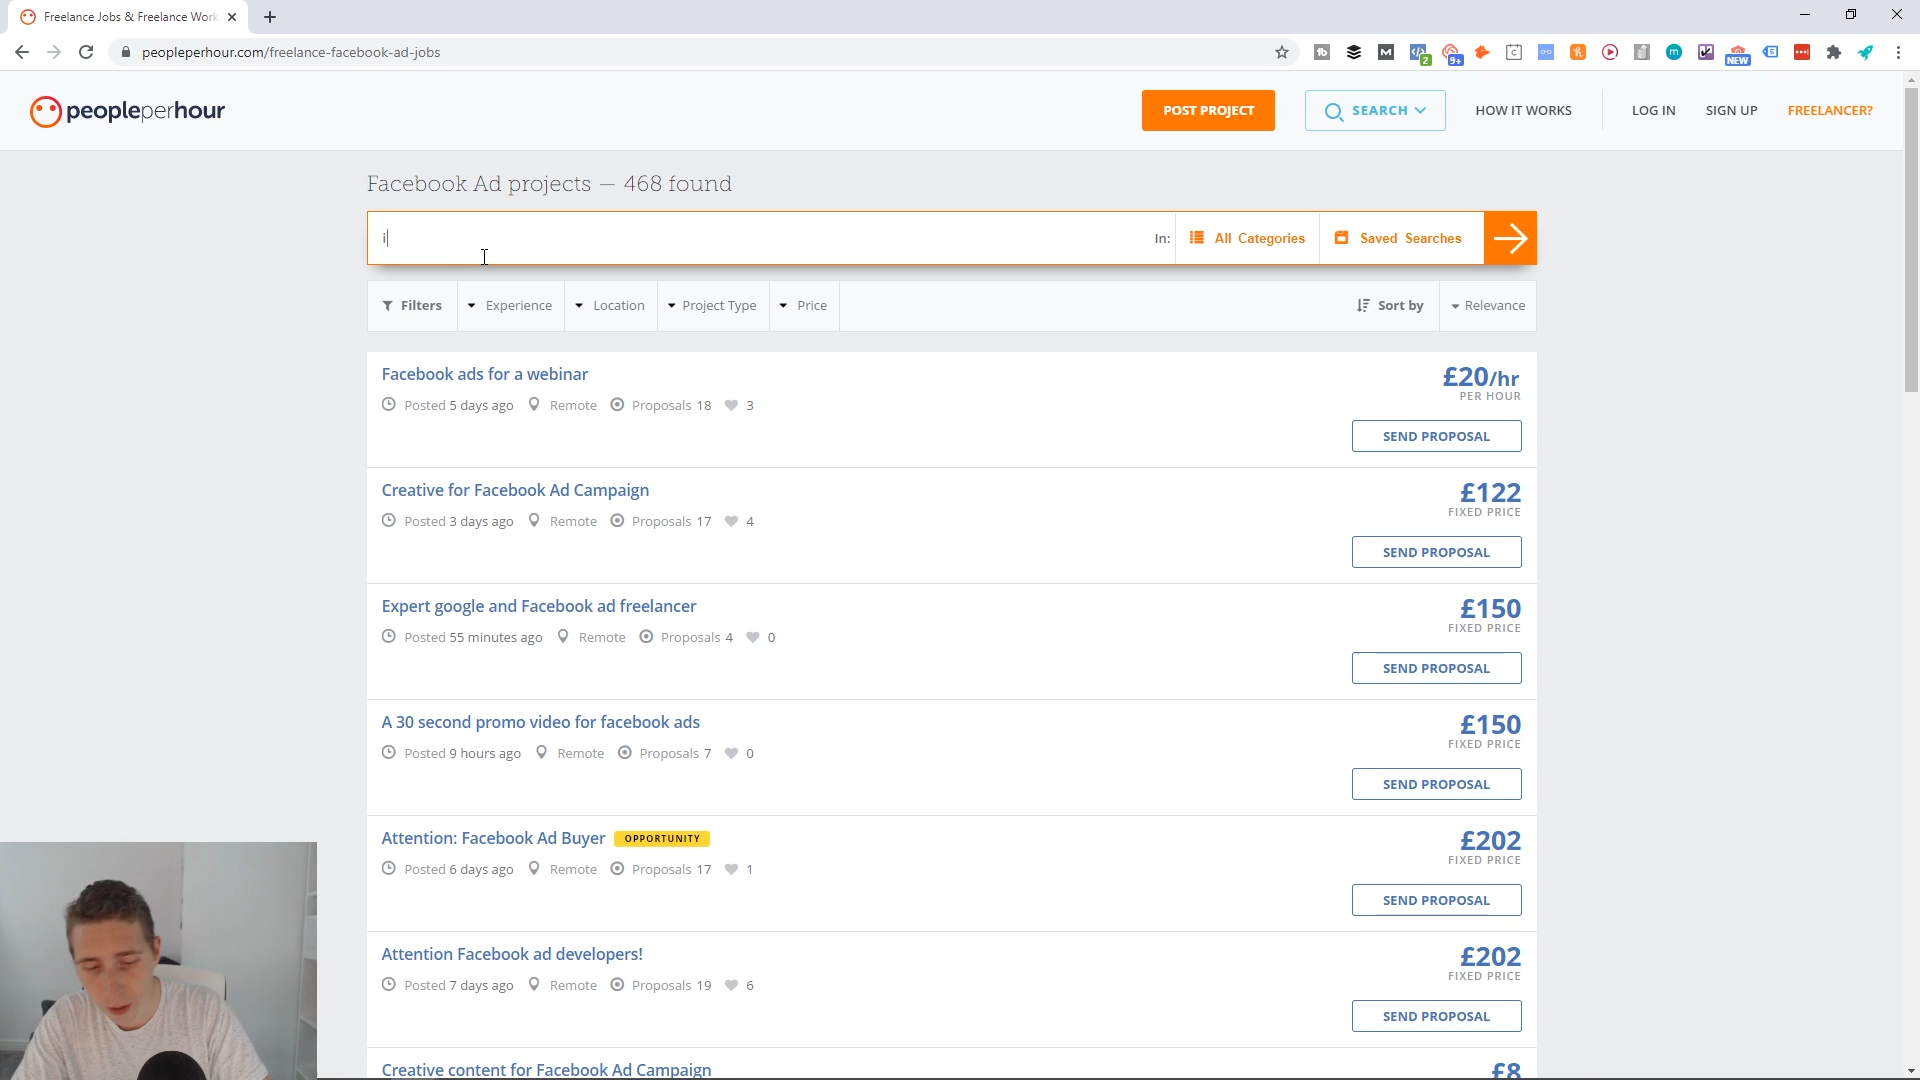 Freelance Jobs & Freelance Work
peopleperhour.com/freelance-facebook-ad-jobs
2
9+
NEW
peopleperhour
POST PROJECT
SEARCH
HOW IT WORKS
LOG IN
SIGN UP
FREELANCER?
Facebook Ad projects — 468 found
i
In:
All Categories
Saved Searches
Filters
Experience
Location
Project Type
Price
Sort by
Relevance
Facebook ads for a webinar
£20/hr
PER HOUR
Posted 5 days ago Remote Proposals 18 3
SEND PROPOSAL
Creative for Facebook Ad Campaign
£122
FIXED PRICE
Posted 3 days ago Remote Proposals 17 4
SEND PROPOSAL
Expert google and Facebook ad freelancer
£150
FIXED PRICE
Posted 55 minutes ago Remote Proposals 4 0
SEND PROPOSAL
A 30 second promo video for facebook ads
£150
FIXED PRICE
Posted 9 hours ago Remote Proposals 7 0
SEND PROPOSAL
Attention: Facebook Ad Buyer OPPORTUNITY
£202
FIXED PRICE
Posted 6 days ago Remote Proposals 17 1
SEND PROPOSAL
Attention Facebook ad developers!
£202
FIXED PRICE
Posted 7 days ago Remote Proposals 19 6
SEND PROPOSAL
Creative content for Facebook Ad Campaign
£8